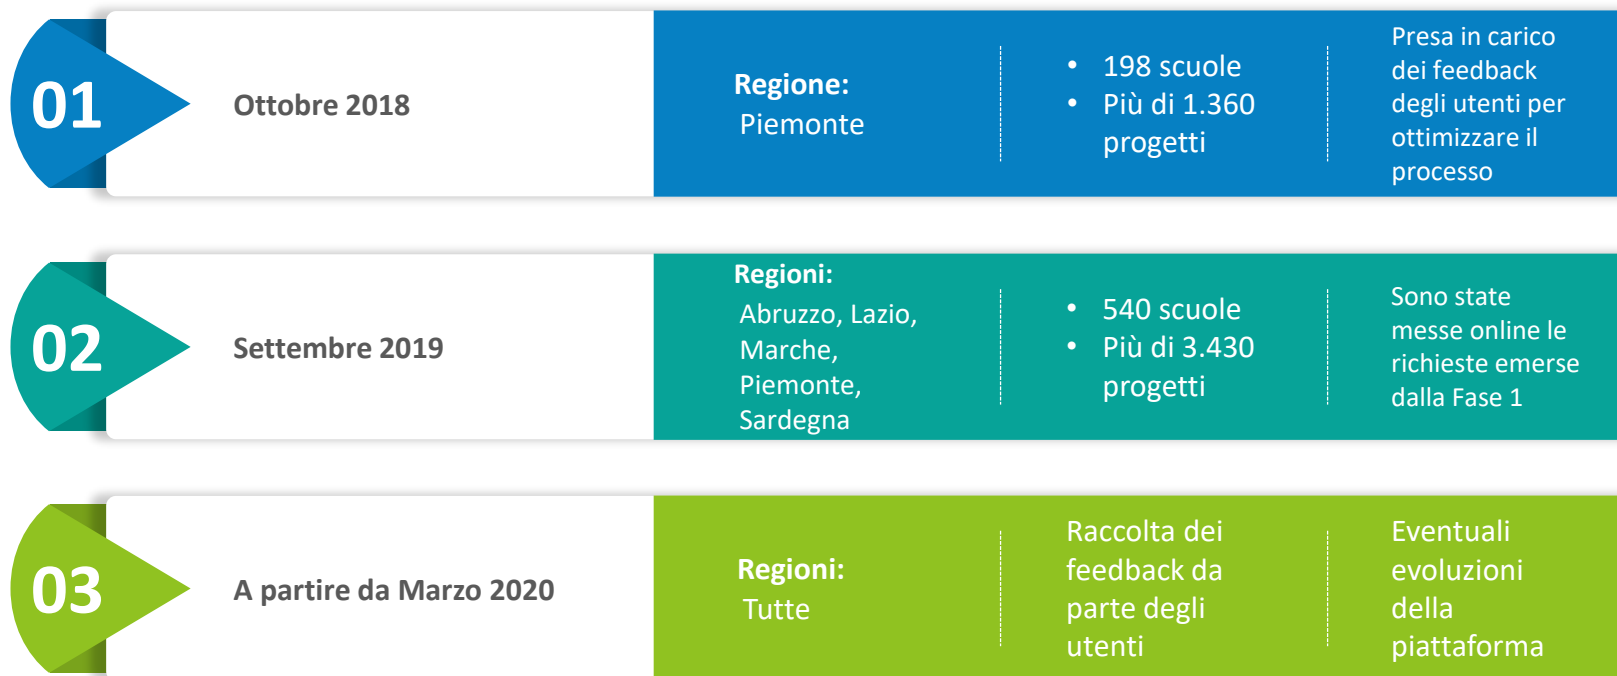 01
Ottobre 2018
Regione:
Piemonte
• 198 scuole
• Più di 1.360
progetti
Presa in carico
dei feedback
degli utenti per
ottimizzare il
processo
02
Settembre 2019
Regioni:
Abruzzo, Lazio,
Marche,
Piemonte,
Sardegna
• 540 scuole
• Più di 3.430
progetti
Sono state
messe online le
richieste emerse
dalla Fase 1
03
A partire da Marzo 2020
Regioni:
Tutte
Raccolta dei
feedback da
parte degli
utenti
Eventuali
evoluzioni
della
piattaforma